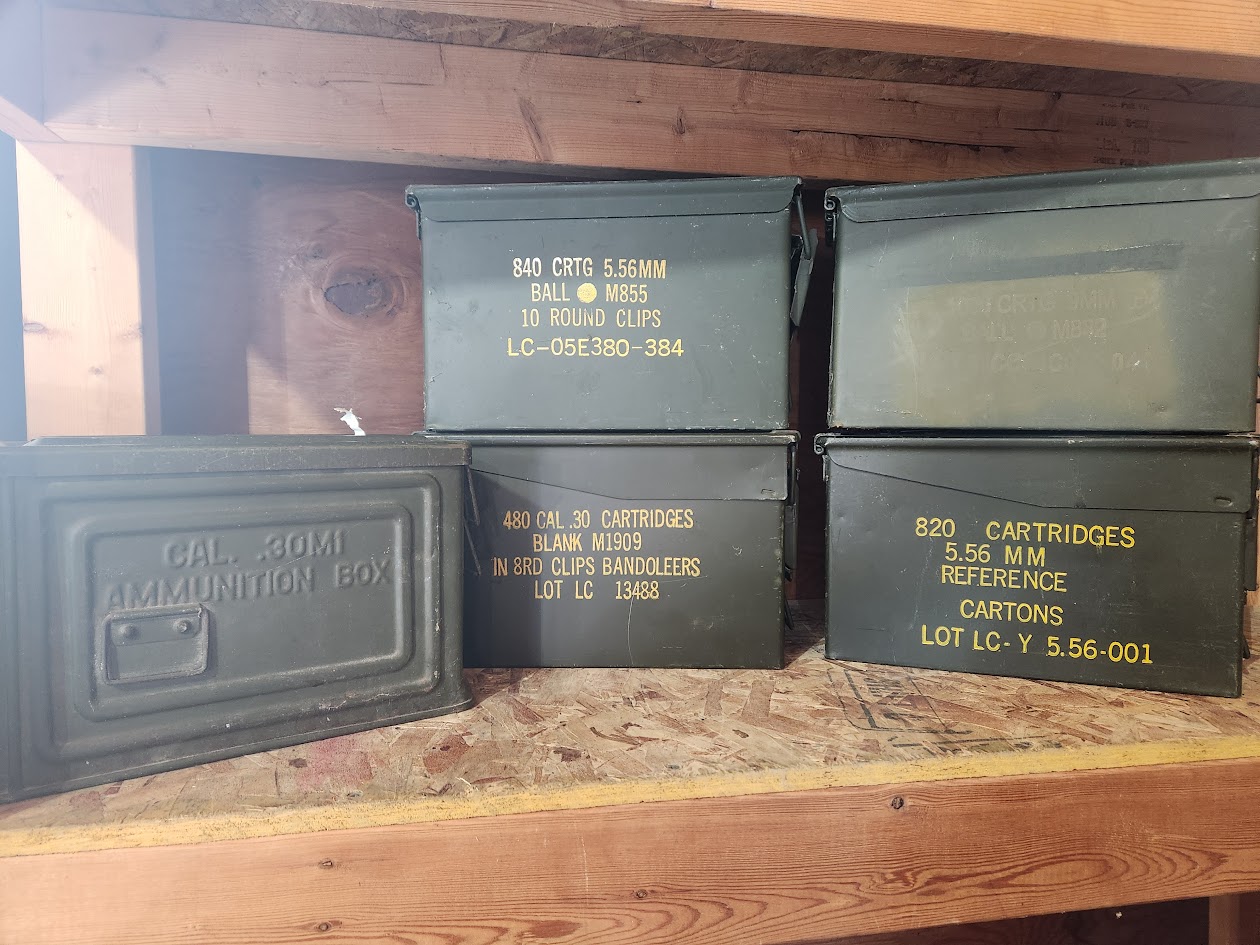 840 CRTG 5.56MM
BALL M855
10 ROUND CLIPS
LC-05E380-384
CAL. .30M1
AMMUNITION BOX
480 CAL .30 CARTRIDGES
BLANK M1909
IN 8RD CLIPS BANDOLEERS
LOT LC 13488
820 CARTRIDGES
5.56 MM
REFERENCE
CARTONS
LOT LC-Y 5.56-001